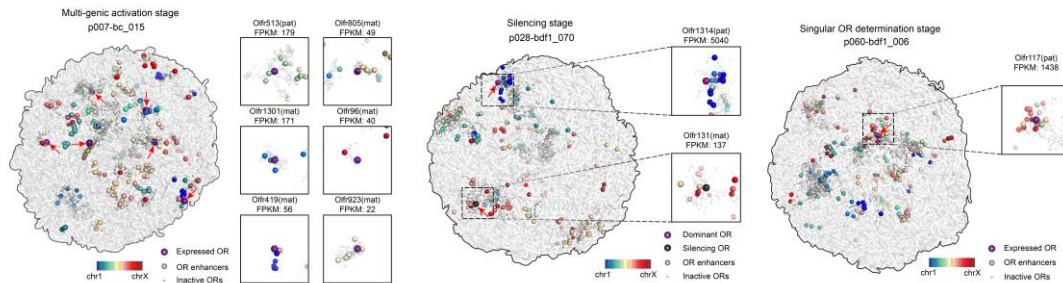 Multi-genic activation stage
p007-bc_015
Expressed OR
OR enhancers
Inactive ORs
chr1 chrX
Olfr513(pat)
FPKM: 179
Olfr805(mat)
FPKM: 49
Olfr1301(mat)
FPKM: 171
Olfr96(mat)
FPKM: 40
Olfr419(mat)
FPKM: 56
Olfr923(mat)
FPKM: 22
Silencing stage
p028-bdf1_070
Olfr1314(pat)
FPKM: 5040
Olfr131(mat)
FPKM: 137
Dominant OR
Silencing OR
OR enhancers
Inactive ORs
chr1 chrX
Singular OR determination stage
p060-bdf1_006
Olfr117(pat)
FPKM: 1438
Expressed OR
OR enhancers
Inactive ORs
chr1 chrX